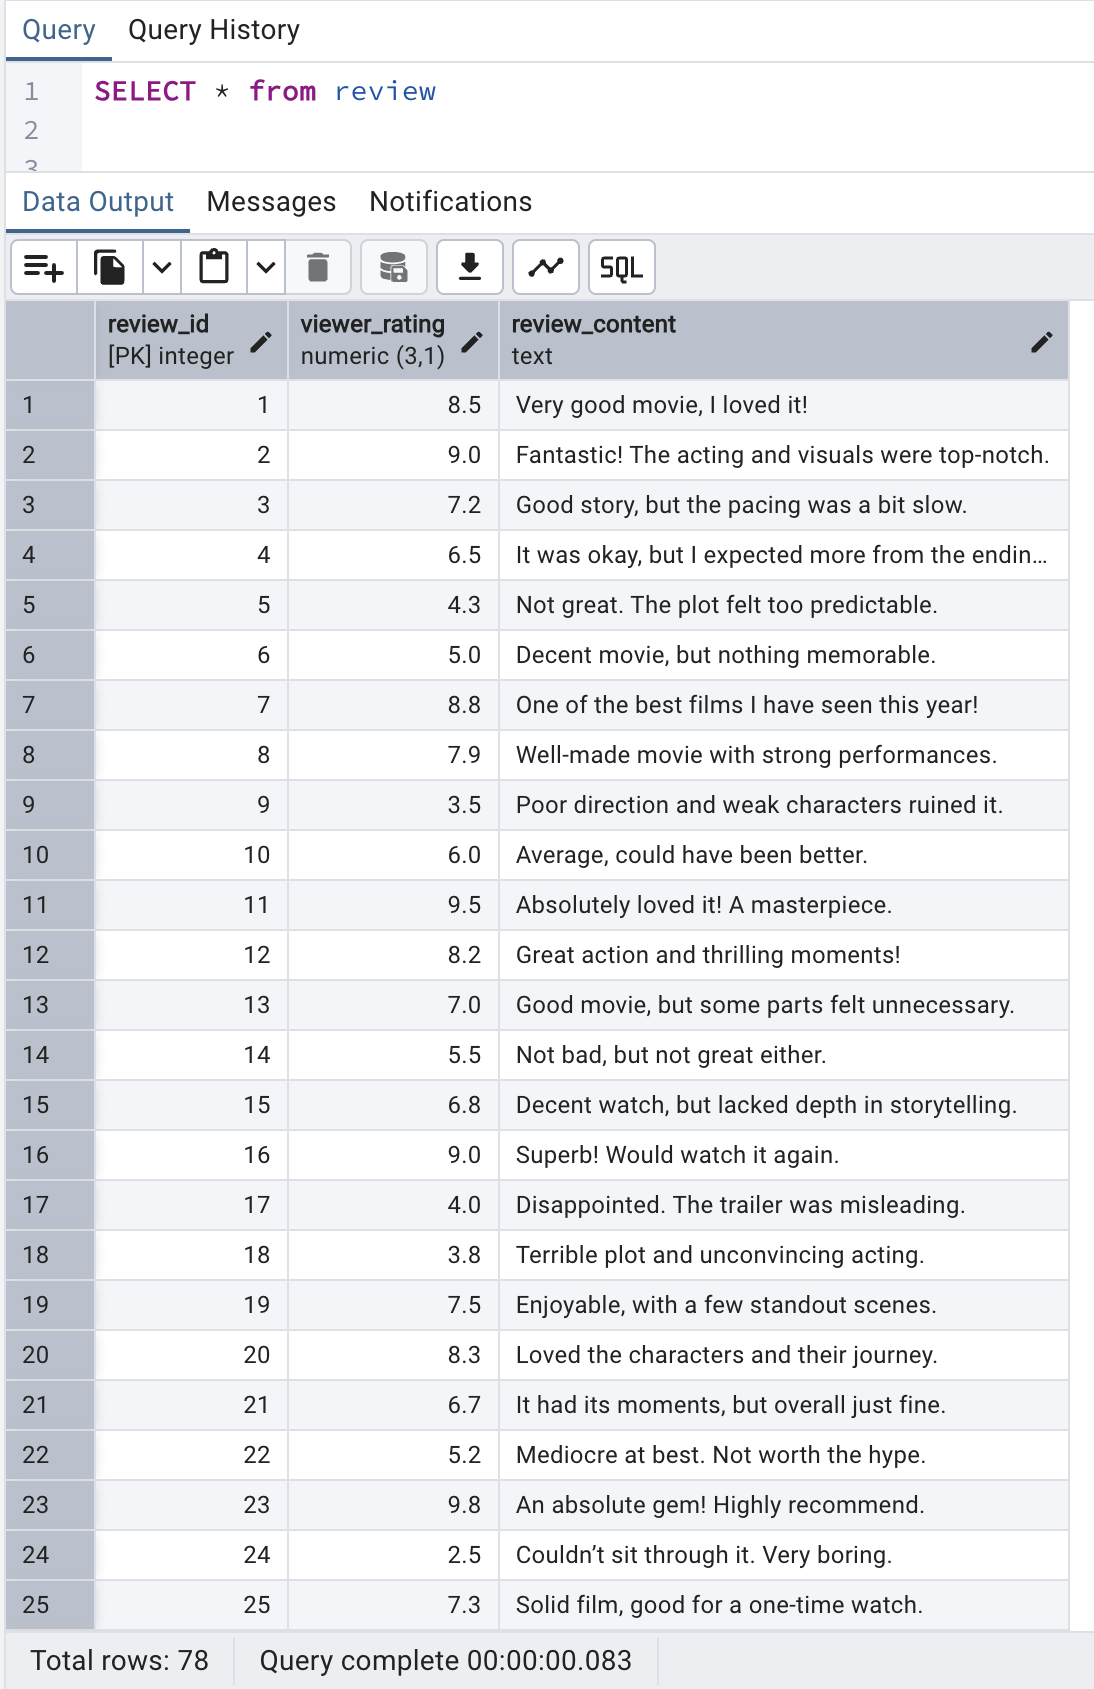 Query Query History
1 SELECT * from review
2
3
Data Output Messages Notifications
SQL
review_id viewer_rating review_content
[PK] integer numeric (3,1) text
1 1 8.5 Very good movie, I loved it!
2 2 9.0 Fantastic! The acting and visuals were top-notch.
3 3 7.2 Good story, but the pacing was a bit slow.
4 4 6.5 It was okay, but I expected more from the endin...
5 5 4.3 Not great. The plot felt too predictable.
6 6 5.0 Decent movie, but nothing memorable.
7 7 8.8 One of the best films I have seen this year!
8 8 7.9 Well-made movie with strong performances.
9 9 3.5 Poor direction and weak characters ruined it.
10 10 6.0 Average, could have been better.
11 11 9.5 Absolutely loved it! A masterpiece.
12 12 8.2 Great action and thrilling moments!
13 13 7.0 Good movie, but some parts felt unnecessary.
14 14 5.5 Not bad, but not great either.
15 15 6.8 Decent watch, but lacked depth in storytelling.
16 16 9.0 Superb! Would watch it again.
17 17 4.0 Disappointed. The trailer was misleading.
18 18 3.8 Terrible plot and unconvincing acting.
19 19 7.5 Enjoyable, with a few standout scenes.
20 20 8.3 Loved the characters and their journey.
21 21 6.7 It had its moments, but overall just fine.
22 22 5.2 Mediocre at best. Not worth the hype.
23 23 9.8 An absolute gem! Highly recommend.
24 24 2.5 Couldn’t sit through it. Very boring.
25 25 7.3 Solid film, good for a one-time watch.
Total rows: 78 Query complete 00:00:00.083